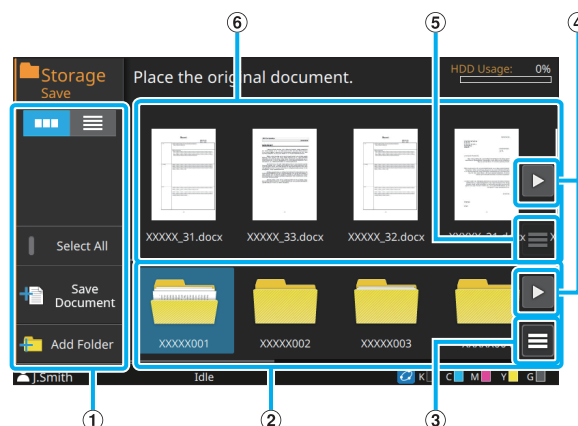 ⑥ ⑤ ④
Storage
Save
Place the original document.
HDD Usage: 0%
XXXXX_31.docx XXXXX_33.docx XXXXX_32.docx
Select All
Save
Document
Add Folder
XXXXX001 XXXXX002 XXXXX003
J.Smith Idle K C M Y G
① ② ③